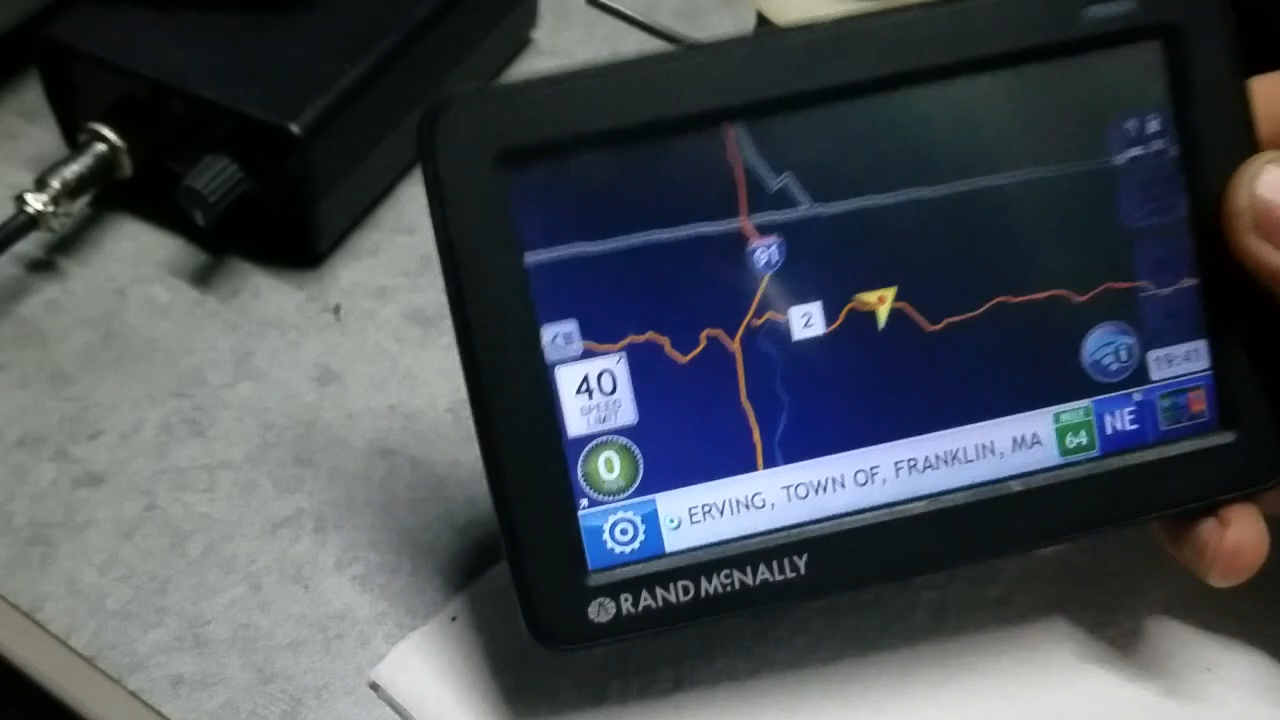 91
2
40
SPEED
LIMIT
0
19:41
ERVING, TOWN OF, FRANKLIN, MA
64
NE
RAND McNALLY